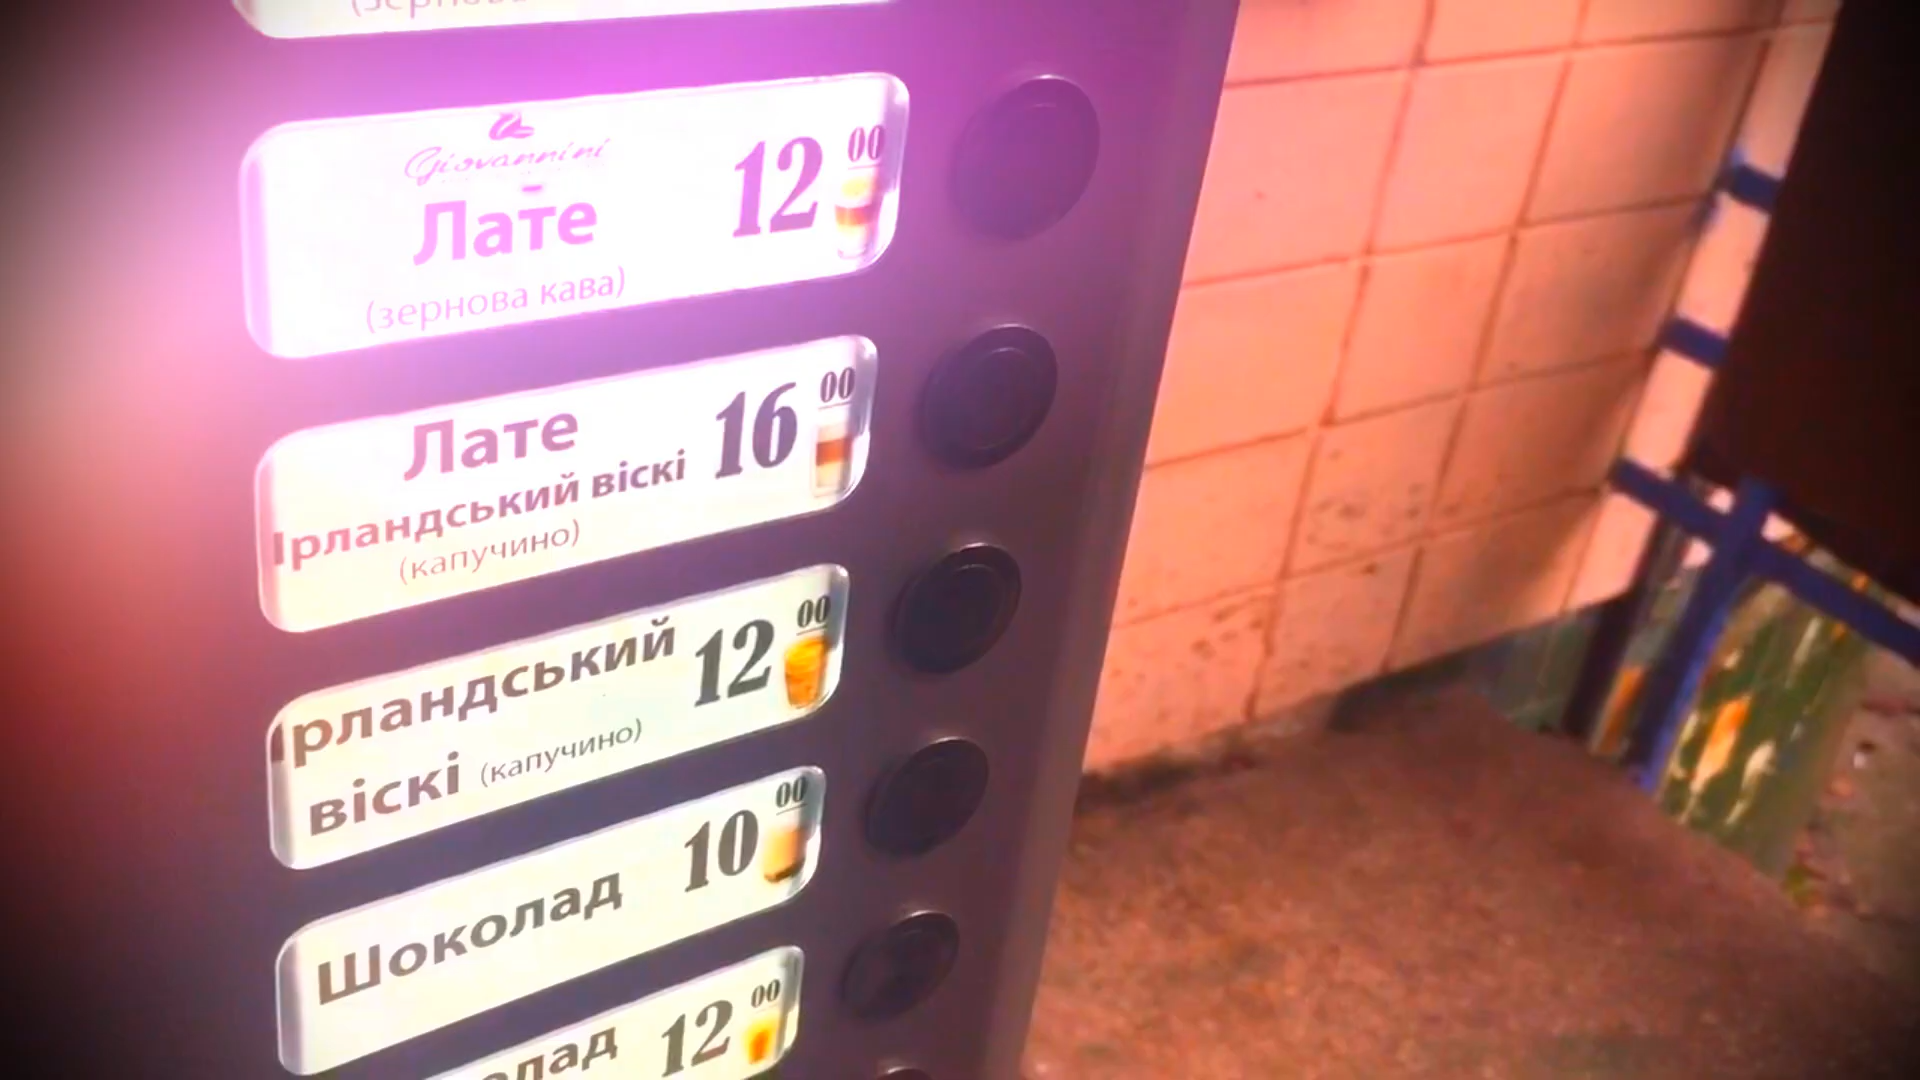 Giovannini
Лате
(зернова кава)
12 00
Лате
Ірландський віскі
(капучино)
16 00
Ірландський
віскі (капучино)
12 00
Шоколад
10 00
12 00